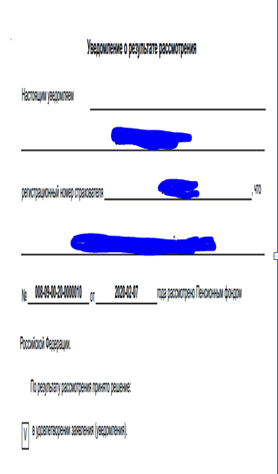 Уведомление о результате рассмотрения
Настоящим уведомляем
регистрационный номер страхователя , что
№ 008-09-00-20-0000010 от 2020-02-07 года рассмотрено Пенсионным фондом
Российской Федерации.
По результату рассмотрения принято решение:
V в удовлетворении заявления (уведомления).